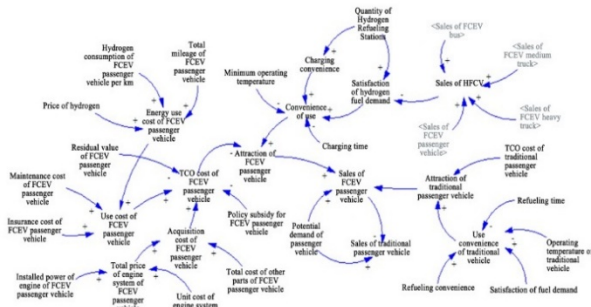 Quantity of
Hydrogen
Refueling
Station
<Sales of FCEV
bus>
<Sales of
FCEV medium
truck>
Hydrogen
consumption of
FCEV
passenger
vehicle per km
Total
mileage of
FCEV
passenger
vehicle
Charging
convenience
Minimum operating
temperature
Satisfaction
of hydrogen
fuel demand
Sales of HFCV
Price of hydrogen
Energy use
cost of FCEV
passenger
vehicle
Convenience
of use
<Sales of
FCEV heavy
truck>
<Sales of
FCEV
passenger
vehicle>
Charging time
Residual value
of FCEV
passenger vehicle
Attraction of
FCEV
passenger
vehicle
TCO cost of
traditional
passenger
vehicle
Maintenance cost
of FCEV
passenger vehicle
TCO cost of
FCEV
passenger
vehicle
Sales of
FCEV
passenger
vehicle
Attraction of
traditional
passenger vehicle
Refueling time
Insurance cost of
FCEV passenger
vehicle
Use cost of
FCEV
passenger
vehicle
Policy subsidy for
FCEV passenger vehicle
Acquisition
cost of FCEV
passenger
vehicle
Potential
demand of
passenger
vehicle
Sales of traditional passenger
vehicle
Use
convenience
of traditional
vehicle
Operating
temperature of
traditional
vehicle
Installed power of
engine of FCEV
passenger vehicle
Total price of
engine system
of FCEV
passenger
Unit cost of
engine system
Total cost of other
parts of FCEV
passenger vehicle
Refueling convenience
Satisfaction of fuel demand